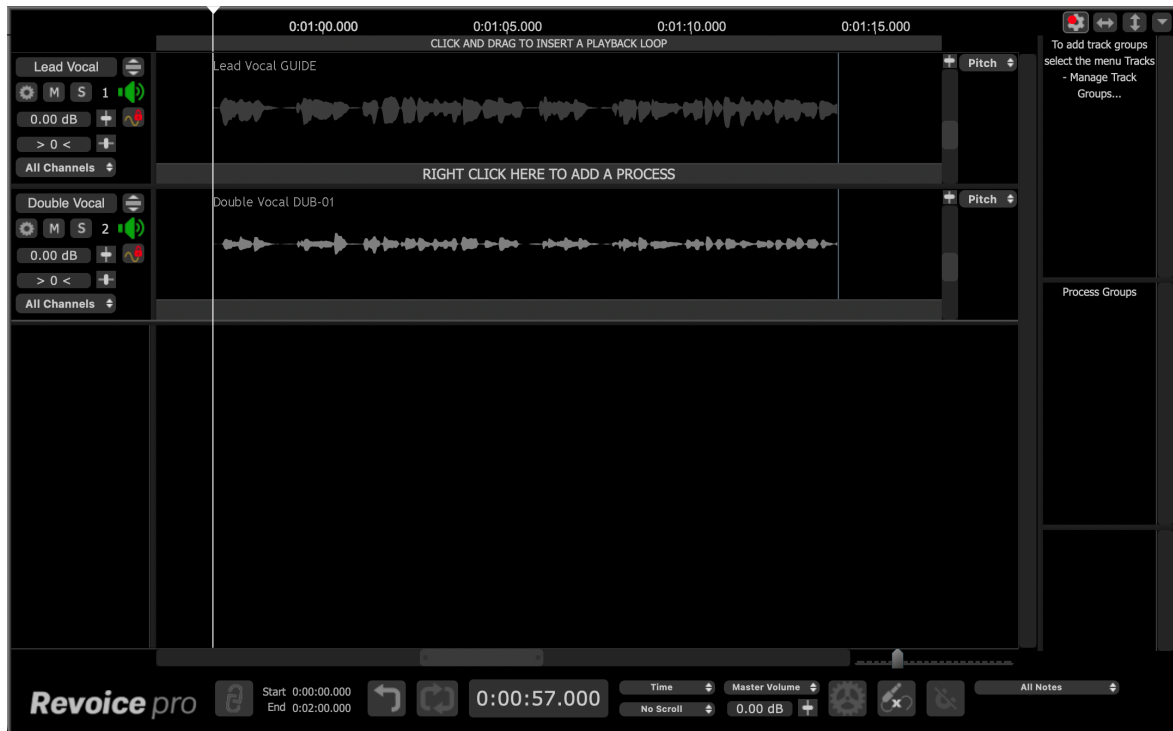 0:01:00.000 0:01:05.000 0:01:10.000 0:01:15.000
CLICK AND DRAG TO INSERT A PLAYBACK LOOP
To add track groups
select the menu Tracks
- Manage Track
Groups...
Lead Vocal
Lead Vocal GUIDE
Pitch
M S 1
0.00 dB
> 0 <
All Channels
RIGHT CLICK HERE TO ADD A PROCESS
Double Vocal
Double Vocal DUB-01
Pitch
M S 2
0.00 dB
> 0 <
All Channels
Process Groups
Revoice pro
Start 0:00:00.000
End 0:02:00.000
0:00:57.000
Time
No Scroll
Master Volume
0.00 dB
x
All Notes